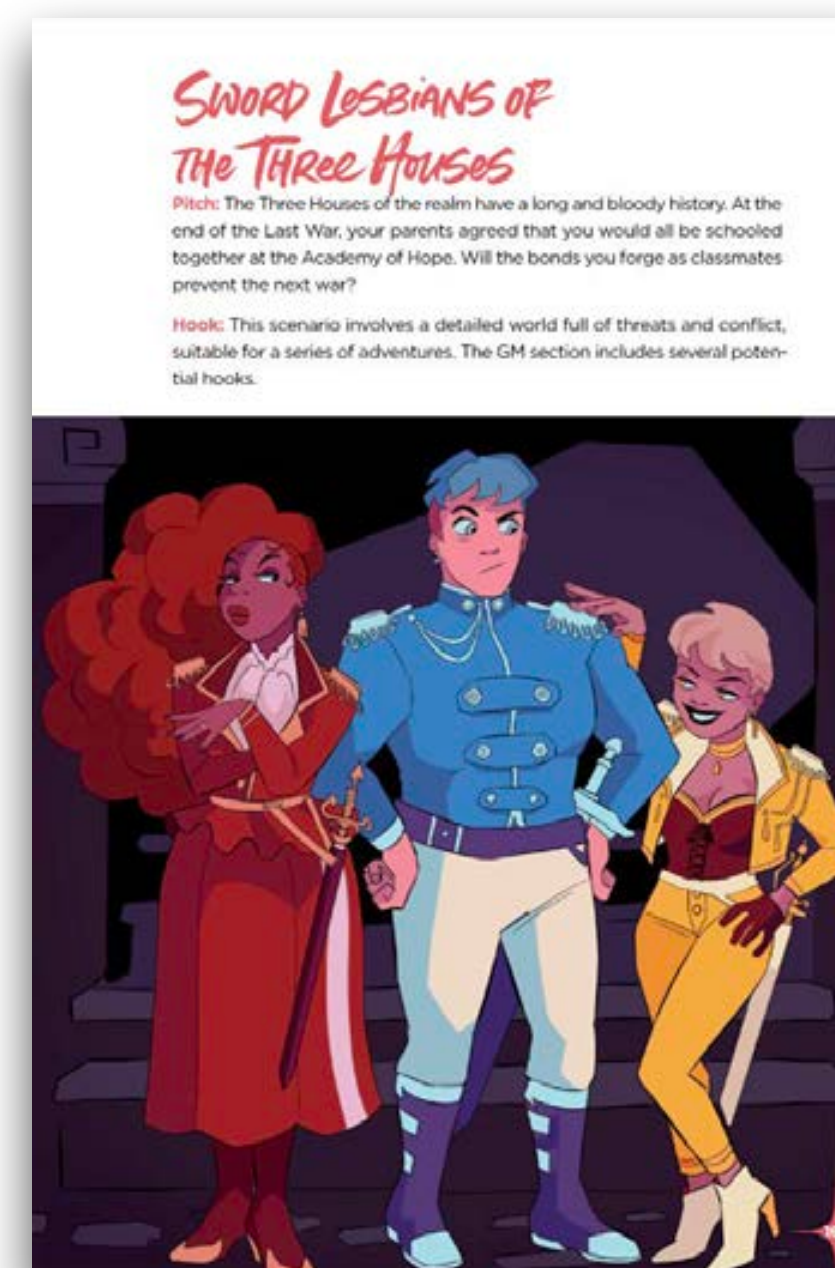 Sword Lesbians of
the Three Houses
Pitch: The Three Houses of the realm have a long and bloody history. At the
end of the Last War, your parents agreed that you would all be schooled
together at the Academy of Hope. Will the bonds you forge as classmates
prevent the next war?
Hook: This scenario involves a detailed world full of threats and conflict,
suitable for a series of adventures. The GM section includes several poten-
tial hooks.